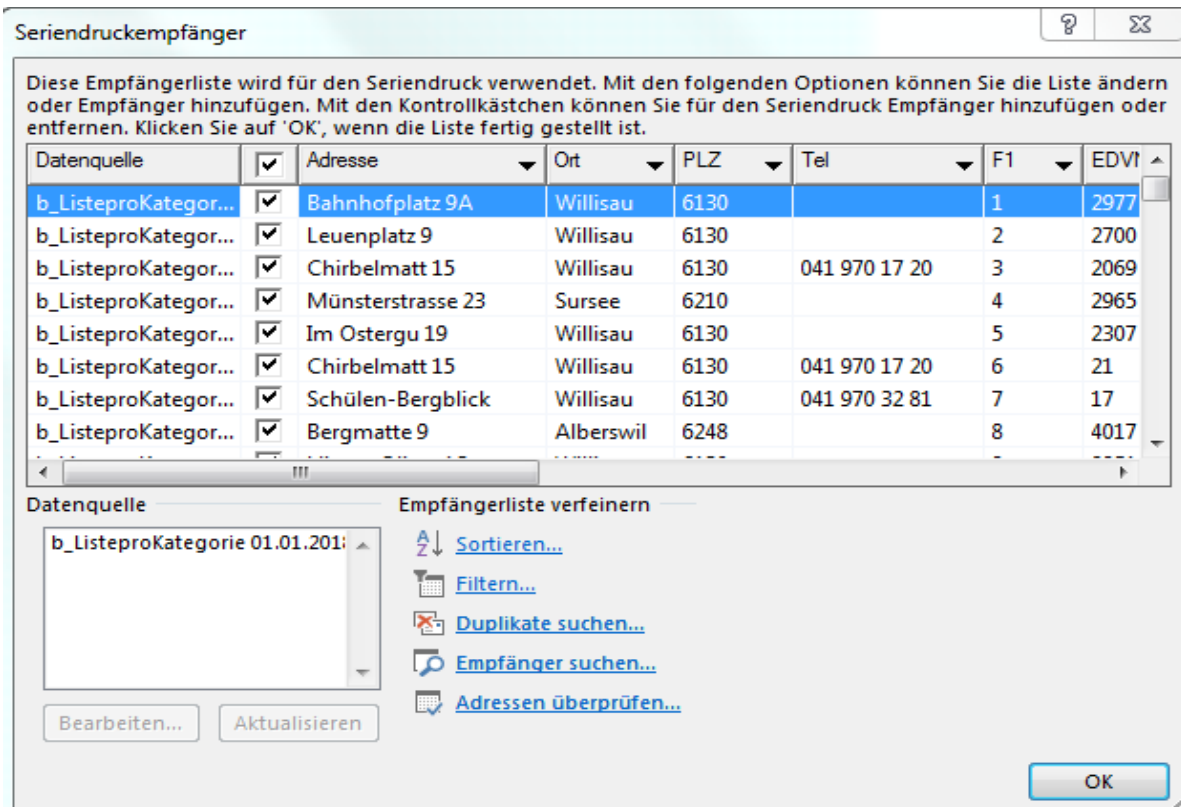 Seriendruckempfänger
Diese Empfängerliste wird für den Seriendruck verwendet. Mit den folgenden Optionen können Sie die Liste ändern
oder Empfänger hinzufügen. Mit den Kontrollkästchen können Sie für den Seriendruck Empfänger hinzufügen oder
entfernen. Klicken Sie auf 'OK', wenn die Liste fertig gestellt ist.
Datenquelle Adresse Ort PLZ Tel F1 EDVN
b_ListeproKategor... Bahnhofplatz 9A Willisau 6130 1 2977
b_ListeproKategor... Leuenplatz 9 Willisau 6130 2 2700
b_ListeproKategor... Chirbelmatt 15 Willisau 6130 041 970 17 20 3 2069
b_ListeproKategor... Münsterstrasse 23 Sursee 6210 4 2965
b_ListeproKategor... Im Ostergu 19 Willisau 6130 5 2307
b_ListeproKategor... Chirbelmatt 15 Willisau 6130 041 970 17 20 6 21
b_ListeproKategor... Schülen-Bergblick Willisau 6130 041 970 32 81 7 17
b_ListeproKategor... Bergmatte 9 Alberswil 6248 8 4017
Datenquelle Empfängerliste verfeinern
b_ListeproKategorie 01.01.2018
Sortieren...
Filtern...
Duplikate suchen...
Empfänger suchen...
Adressen überprüfen...
Bearbeiten... Aktualisieren
OK